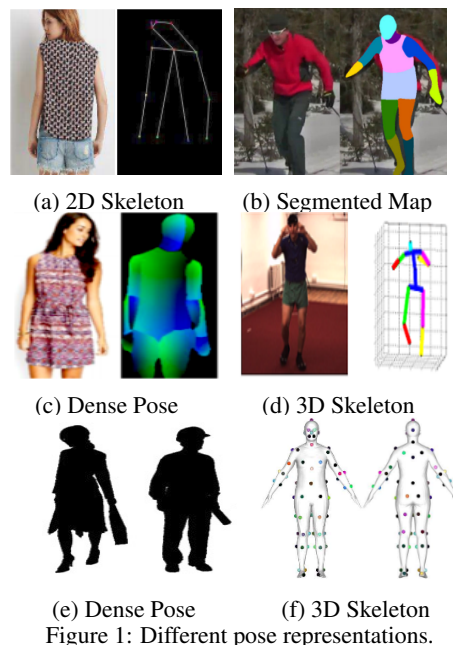 (a) 2D Skeleton
(b) Segmented Map
(c) Dense Pose
(d) 3D Skeleton
(e) Dense Pose
(f) 3D Skeleton
Figure 1: Different pose representations.